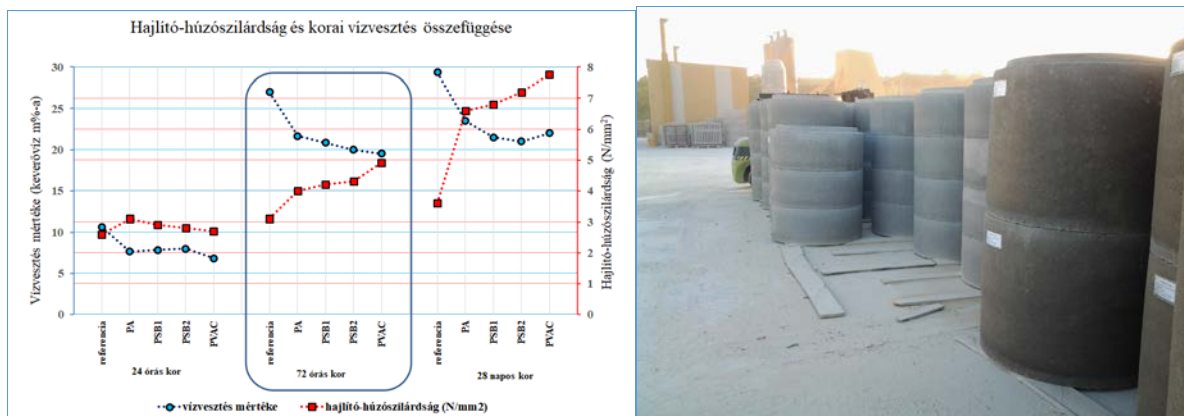 Hajlító-húzószilárdság és korai vízvesztés összefüggése
Vízvesztés mértéke (keverővíz m%-a)
30
25
20
15
10
5
0
8
7
6
5
4
3
2
1
0
Hajlító-húzószilárdság (N/mm²)
referencia PA PSB1 PSB2 PVAC referencia PA PSB1 PSB2 PVAC referencia PA PSB1 PSB2 PVAC
24 órás kor 72 órás kor 28 napos kor
vízvesztés mértéke hajlító-húzószilárdság (N/mm2)